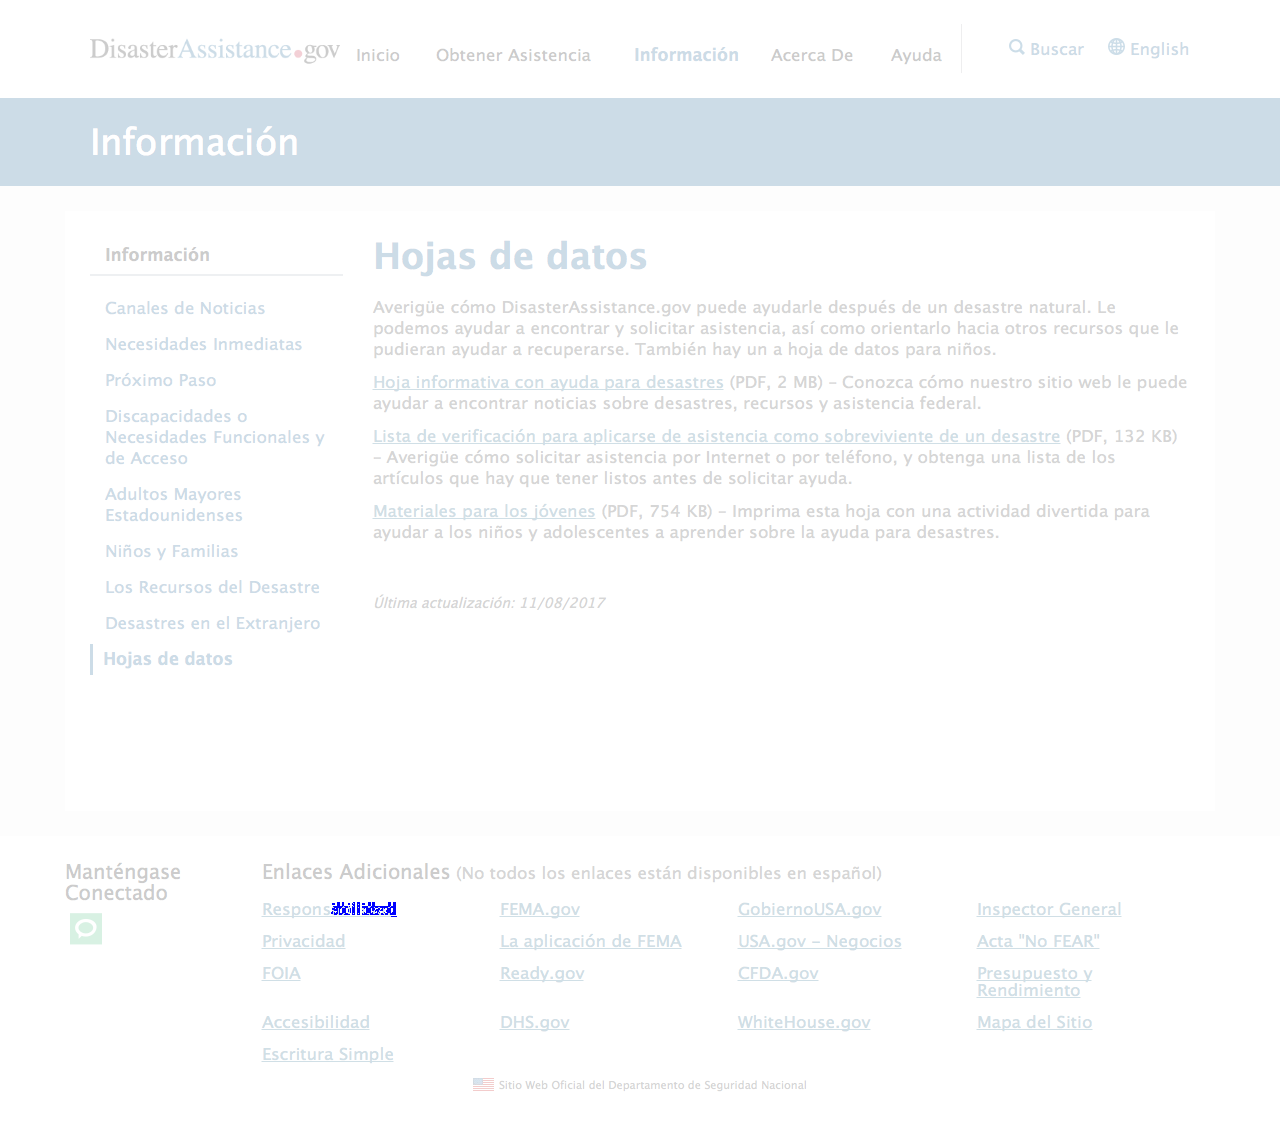 DisasterAssistance.gov
Inicio Obtener Asistencia Información Acerca De Ayuda Buscar English
Información
Información
Canales de Noticias
Necesidades Inmediatas
Próximo Paso
Discapacidades o
Necesidades Funcionales y
de Acceso
Adultos Mayores
Estadounidenses
Niños y Familias
Los Recursos del Desastre
Desastres en el Extranjero
Hojas de datos
Hojas de datos
Averigüe cómo DisasterAssistance.gov puede ayudarle después de un desastre natural. Le
podemos ayudar a encontrar y solicitar asistencia, así como orientarlo hacia otros recursos que le
pudieran ayudar a recuperarse. También hay un a hoja de datos para niños.
Hoja informativa con ayuda para desastres (PDF, 2 MB) – Conozca cómo nuestro sitio web le puede
ayudar a encontrar noticias sobre desastres, recursos y asistencia federal.
Lista de verificación para aplicarse de asistencia como sobreviviente de un desastre (PDF, 132 KB)
– Averigüe cómo solicitar asistencia por Internet o por teléfono, y obtenga una lista de los
artículos que hay que tener listos antes de solicitar ayuda.
Materiales para los jóvenes (PDF, 754 KB) – Imprima esta hoja con una actividad divertida para
ayudar a los niños y adolescentes a aprender sobre la ayuda para desastres.
Última actualización: 11/08/2017
Manténgase
Conectado
Enlaces Adicionales (No todos los enlaces están disponibles en español)
FEMA.gov GobiernoUSA.gov Inspector General
Privacidad La aplicación de FEMA USA.gov – Negocios Acta "No FEAR"
FOIA Ready.gov CFDA.gov Presupuesto y
Rendimiento
Accesibilidad DHS.gov WhiteHouse.gov Mapa del Sitio
Escritura Simple
Sitio Web Oficial del Departamento de Seguridad Nacional